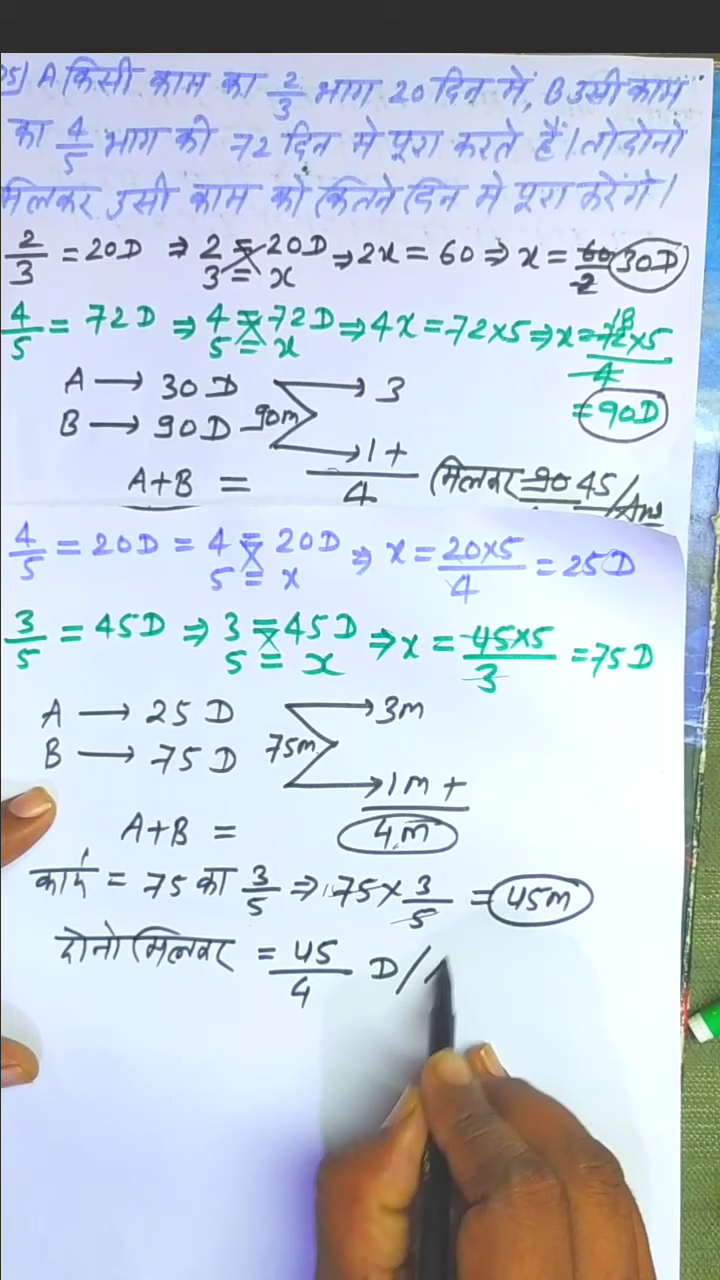 05) A किसी काम का 2/3 भाग 20 दिन में, B उसी काम
का 4/5 भाग को 72 दिन मे पूरा करते हैं। तो दोनो
मिलकर उसी काम को कितने दिन मे पूरा करेंगे।
2/3 = 20D ⇒ 2 = 20D 3 = x ⇒ 2x = 60 ⇒ x = 60/2 30D
4/5 = 72D ⇒ 4 = 72D 5 = x ⇒ 4x = 72×5 ⇒ x = 72×5/4 18
= 90D
A → 30D 90m → 3
B → 90D → 1+
A+B = 4 मिलकर 90 45/Ans
4/5 = 20D = 4 = 20D 5 = x ⇒ x = 20×5/4 = 25D
3/5 = 45D ⇒ 3 = 45D 5 = x ⇒ x = 45×5/3 = 75D
A → 25D 75m → 3m
B → 75D → 1m+
A+B = 4m
कार्य = 75 का 3/5 ⇒ 75×3/5 = 45m
दोनो मिलकर = 45/4 D/